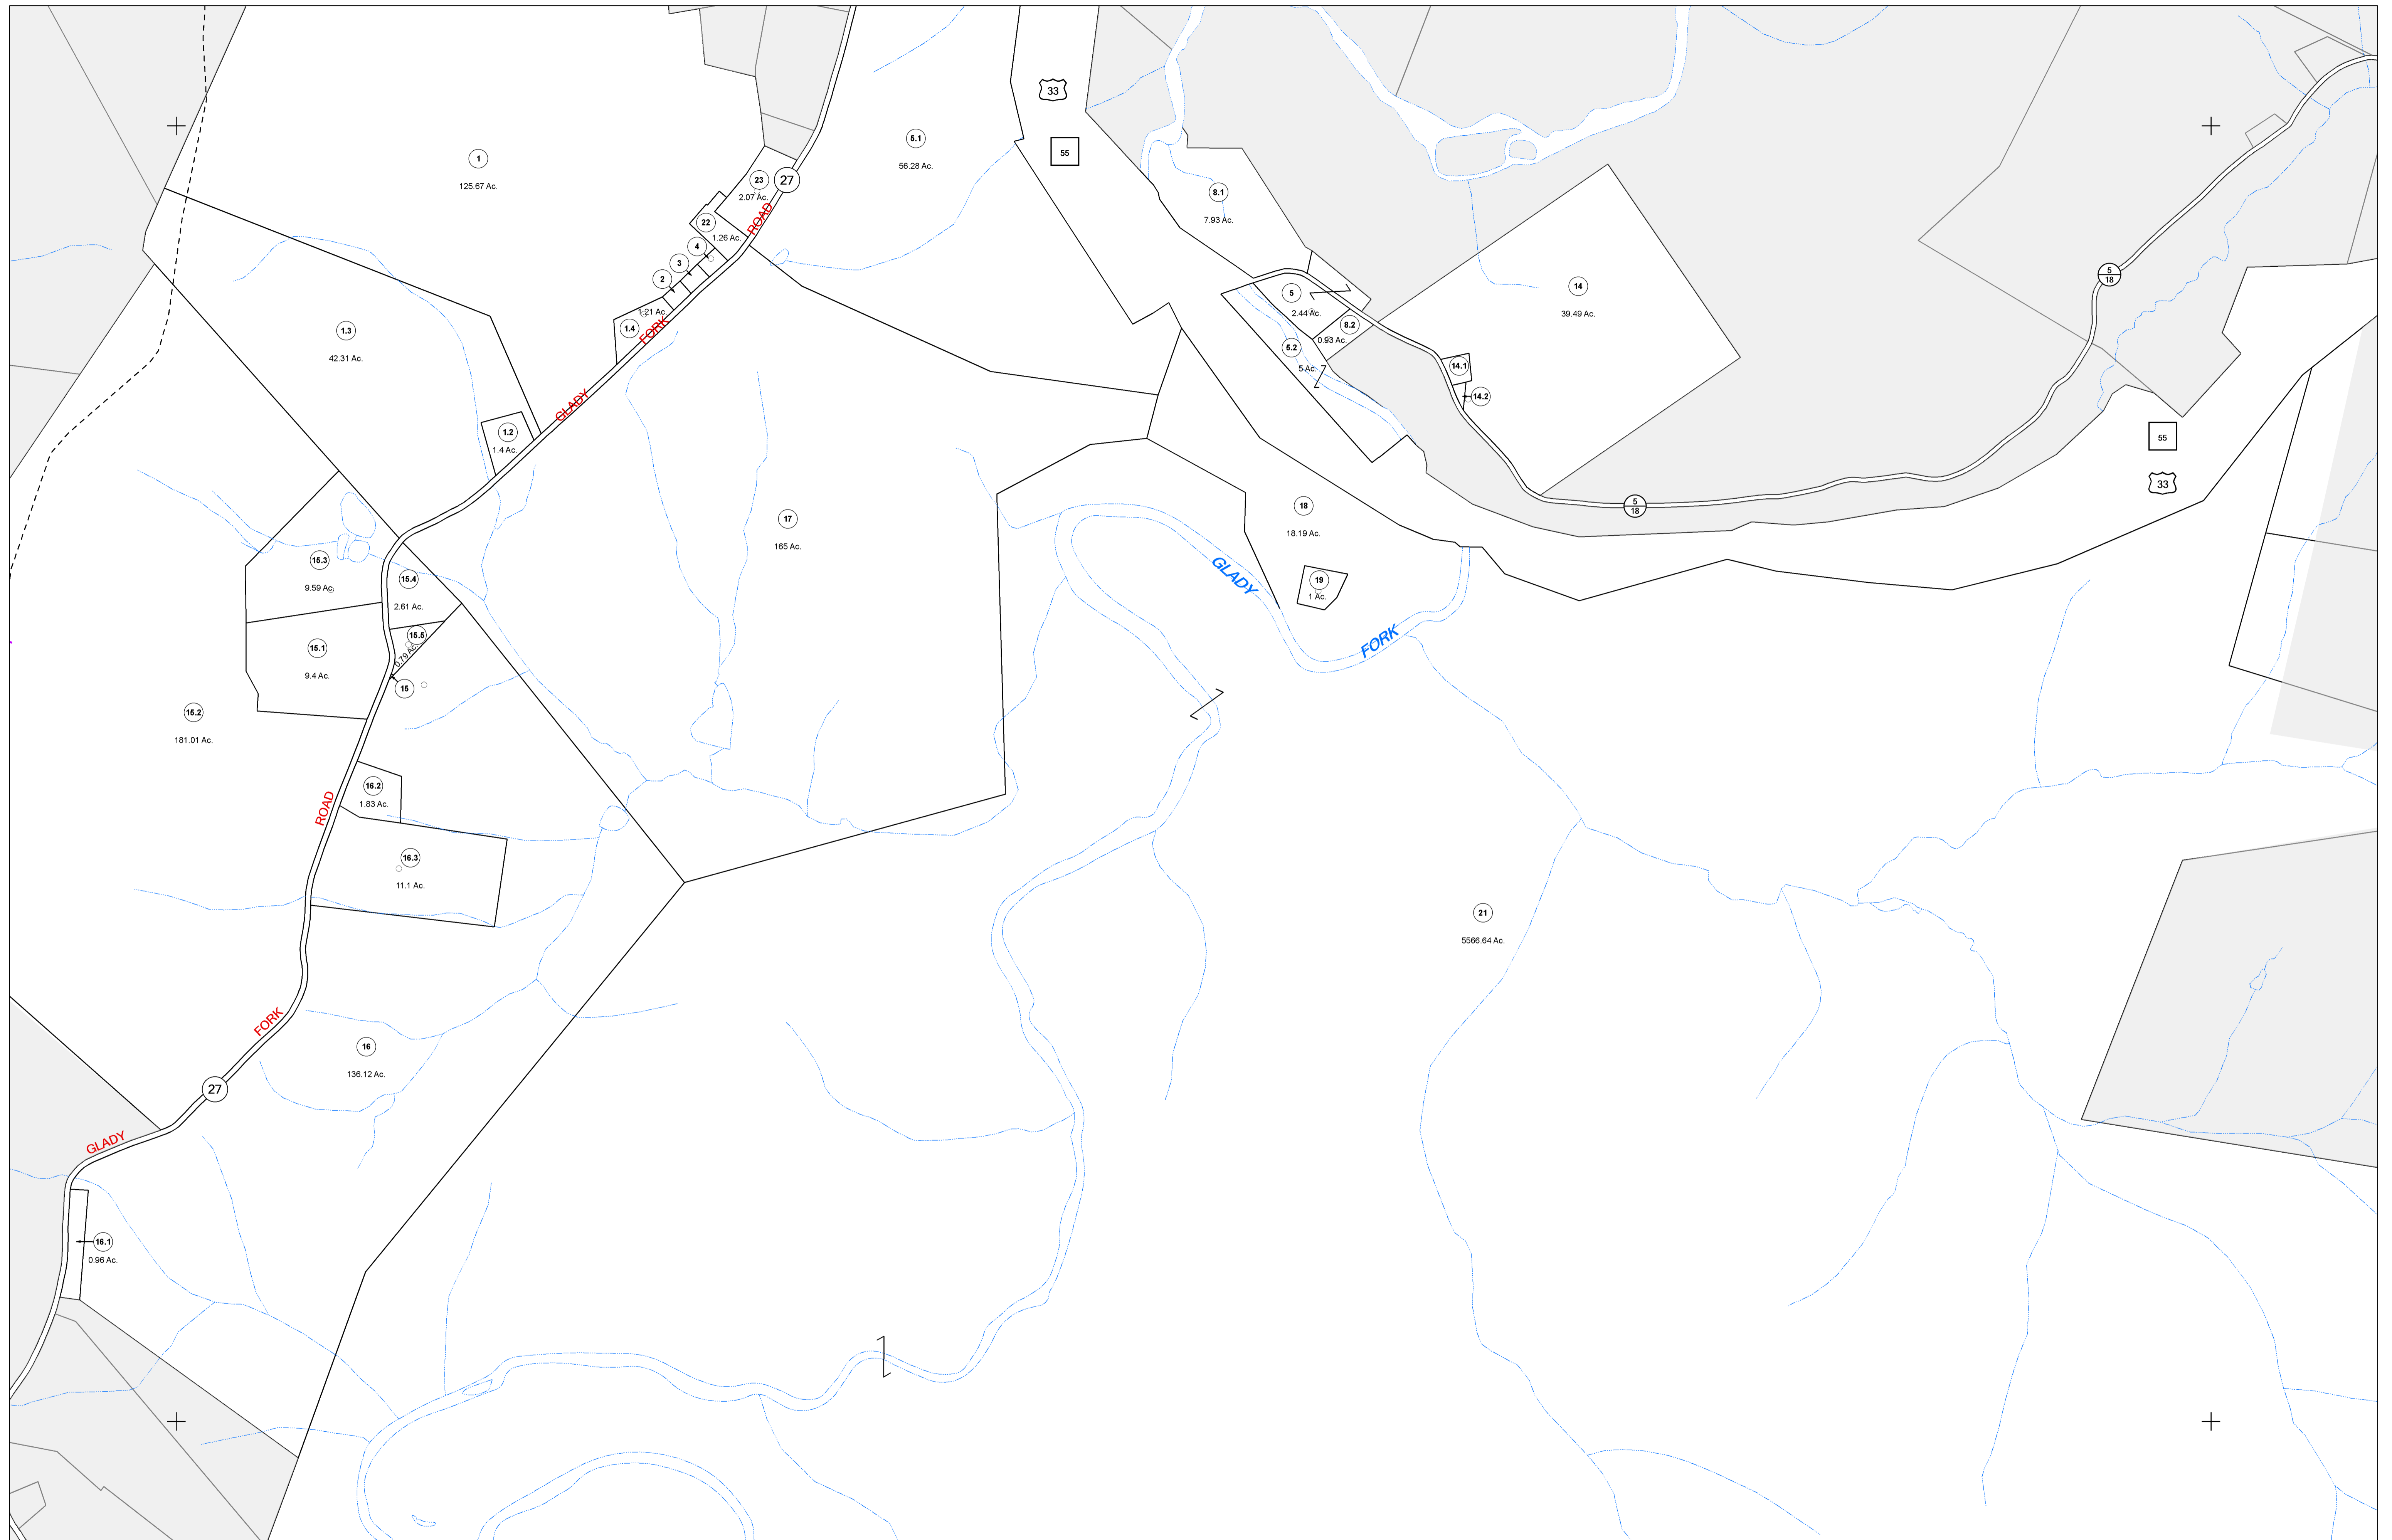 33
55
1
125.67 Ac.
5.1
56.28 Ac.
23
2.07 Ac.
27
ROAD
22
1.26 Ac.
4
3
2
1.21 Ac.
1.4
FORK
GLADY
8.1
7.93 Ac.
5
2.44 Ac.
8.2
0.93 Ac.
5.2
5 Ac.
14
39.49 Ac.
14.1
14.2
5
18
5
18
55
33
1.3
42.31 Ac.
1.2
1.4 Ac.
17
165 Ac.
18
18.19 Ac.
19
1 Ac.
GLADY
FORK
15.3
9.59 Ac.
15.4
2.61 Ac.
15.5
0.79 Ac.
15.1
9.4 Ac.
15
15.2
181.01 Ac.
16.2
1.83 Ac.
ROAD
16.3
11.1 Ac.
21
5566.64 Ac.
FORK
16
136.12 Ac.
27
GLADY
16.1
0.96 Ac.